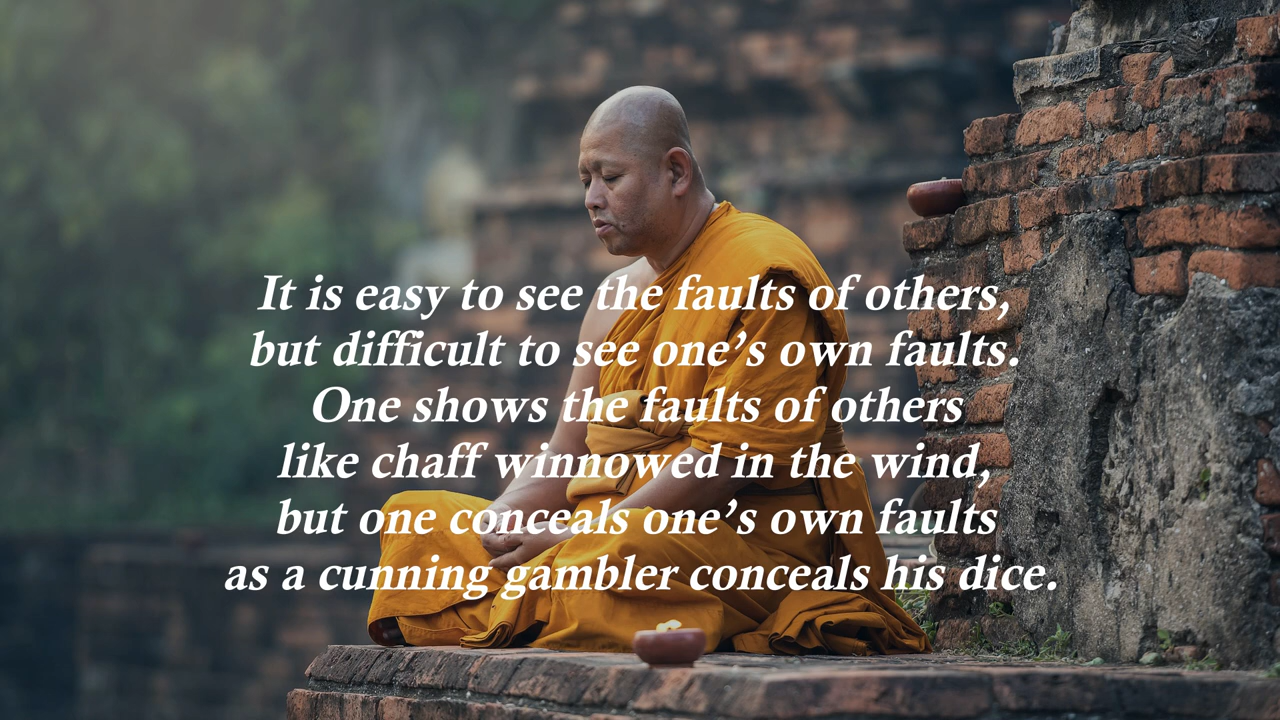 It is easy to see the faults of others,
but difficult to see one’s own faults.
One shows the faults of others
like chaff winnowed in the wind,
but one conceals one’s own faults
as a cunning gambler conceals his dice.